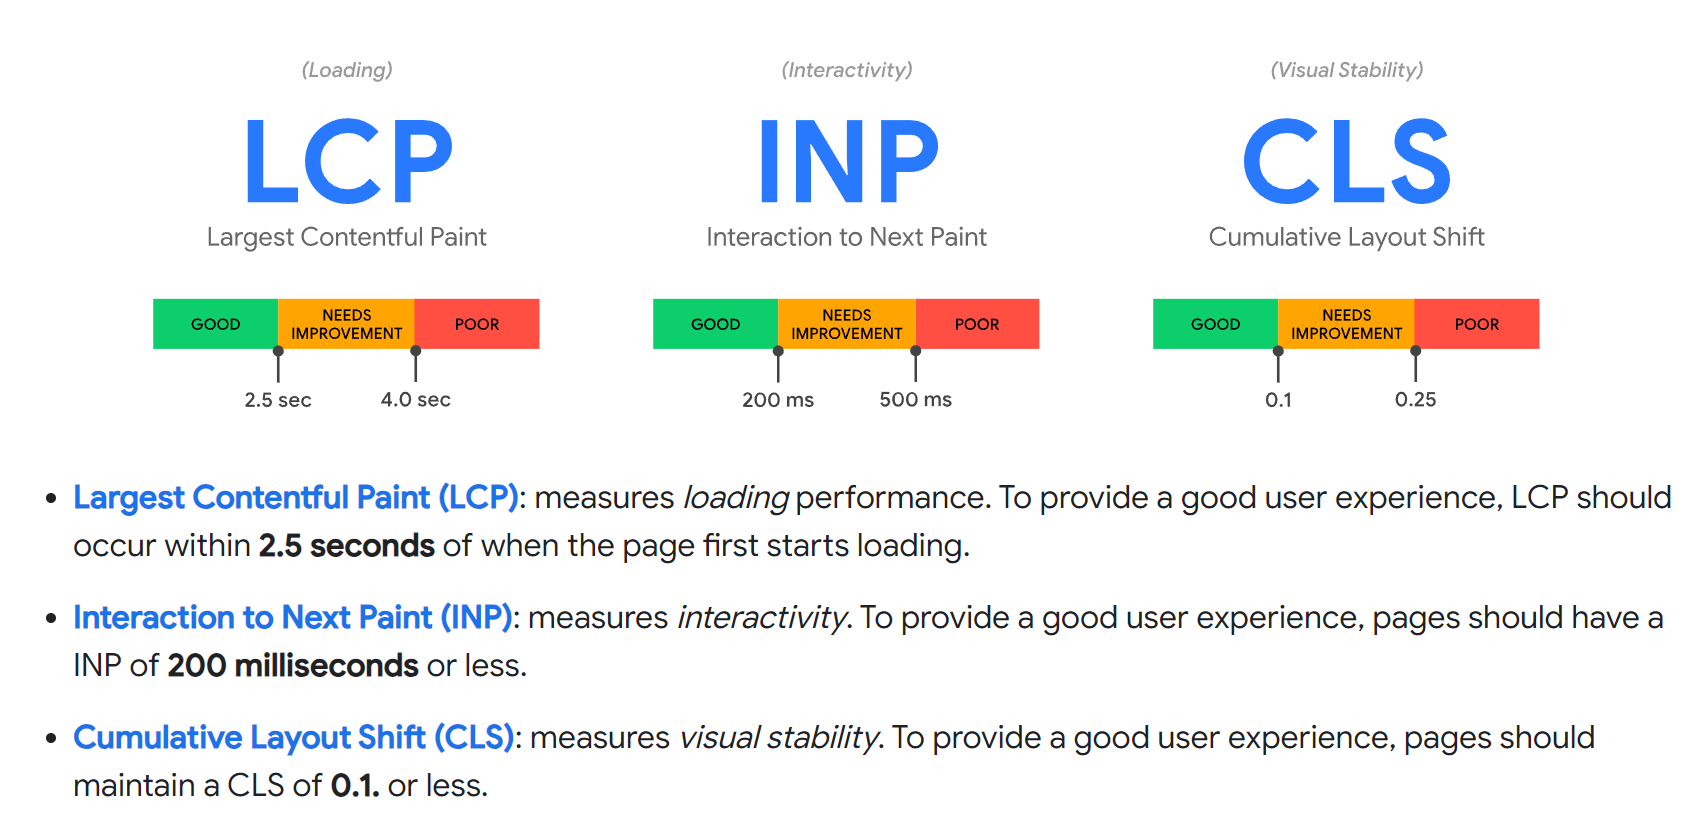 (Loading)
LCP
Largest Contentful Paint
GOOD
NEEDS
IMPROVEMENT
POOR
2.5 sec
4.0 sec
(Interactivity)
INP
Interaction to Next Paint
GOOD
NEEDS
IMPROVEMENT
POOR
200 ms
500 ms
(Visual Stability)
CLS
Cumulative Layout Shift
GOOD
NEEDS
IMPROVEMENT
POOR
0.1
0.25
• Largest Contentful Paint (LCP): measures loading performance. To provide a good user experience, LCP should
occur within 2.5 seconds of when the page first starts loading.
• Interaction to Next Paint (INP): measures interactivity. To provide a good user experience, pages should have a
INP of 200 milliseconds or less.
• Cumulative Layout Shift (CLS): measures visual stability. To provide a good user experience, pages should
maintain a CLS of 0.1. or less.